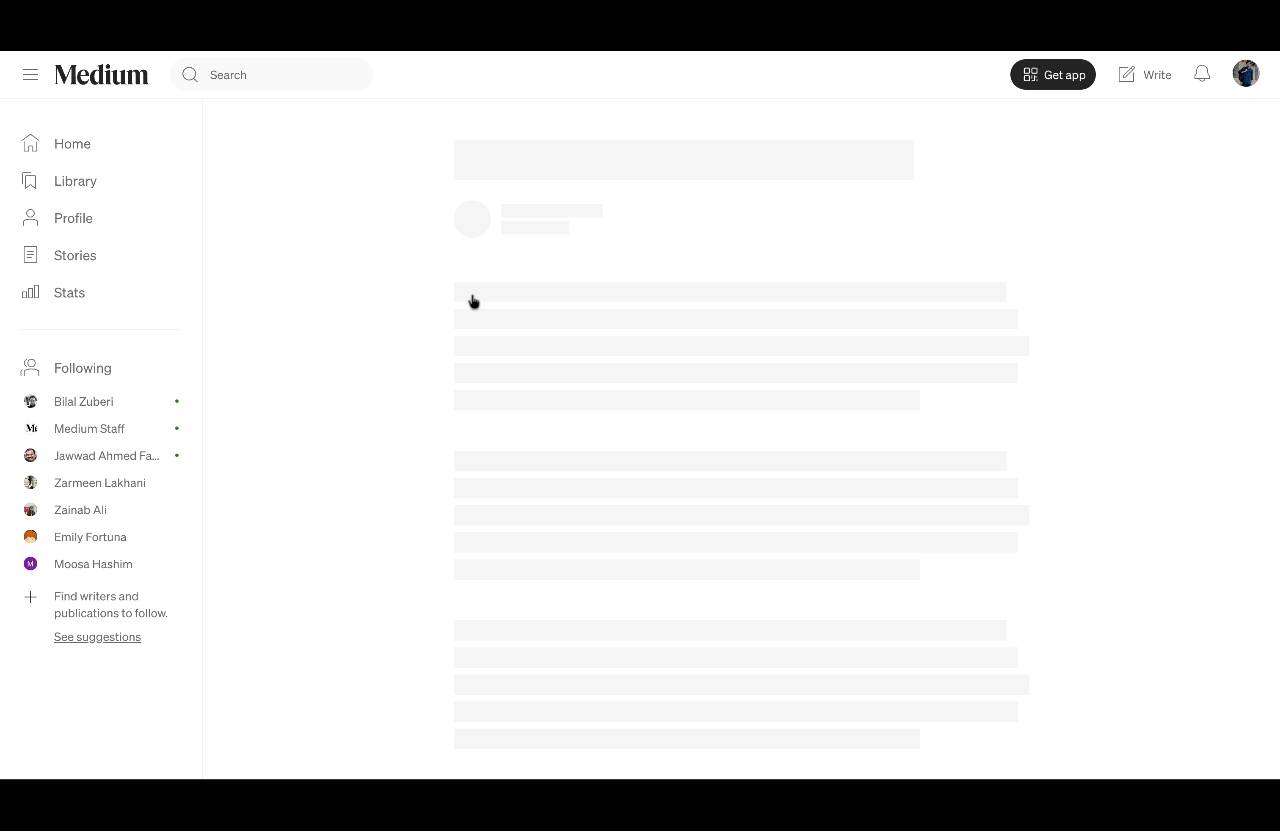 Medium
Search
Get app
Write
Home
Library
Profile
Stories
Stats
Following
Bilal Zuberi
Medium Staff
Jawwad Ahmed Fa...
Zarmeen Lakhani
Zainab Ali
Emily Fortuna
M
Moosa Hashim
Find writers and
publications to follow.
See suggestions